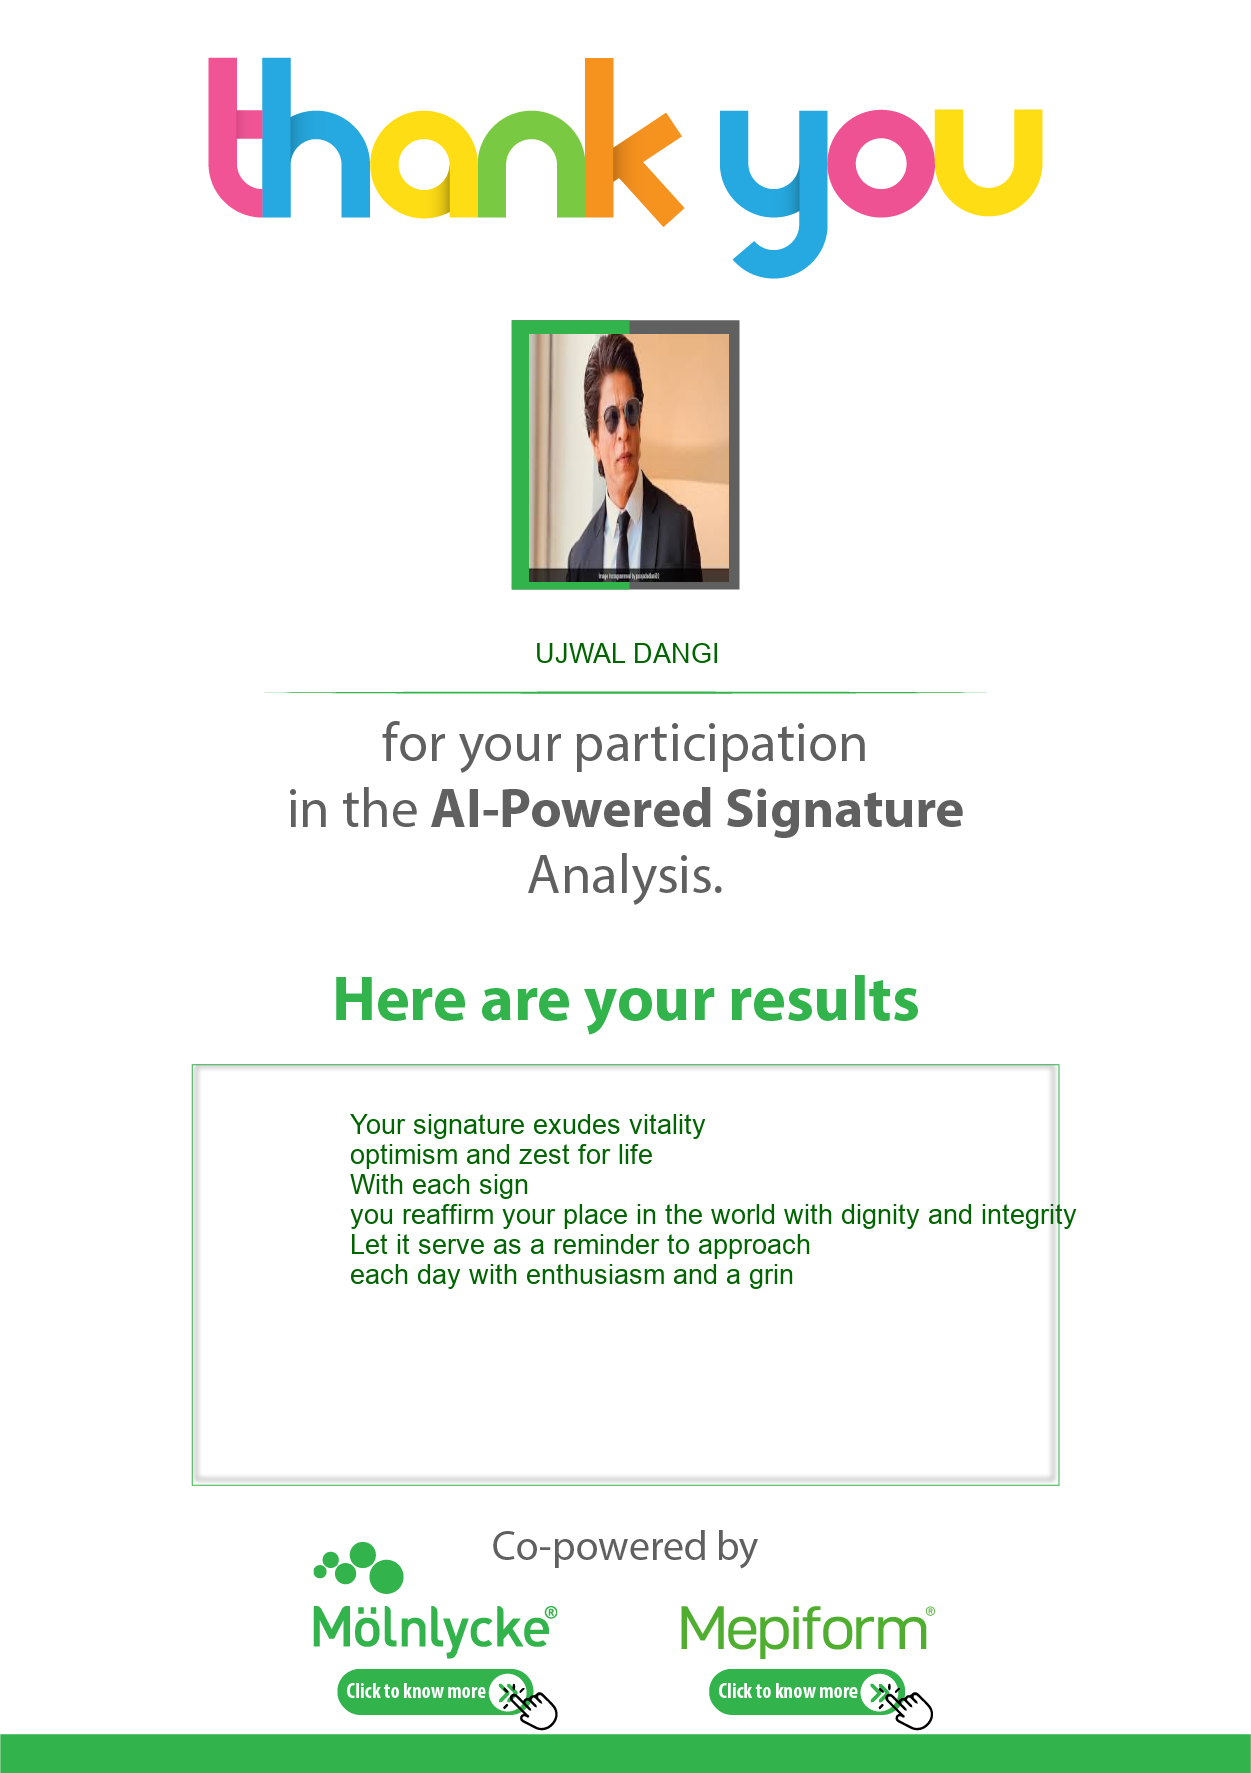 thank you
UJWAL DANGI
for your participation
in the AI-Powered Signature
Analysis.
Here are your results
Your signature exudes vitality
optimism and zest for life
With each sign
you reaffirm your place in the world with dignity and integrity
Let it serve as a reminder to approach
each day with enthusiasm and a grin
Co-powered by
Mölnlycke®
Mepiform®
Click to know more
Click to know more